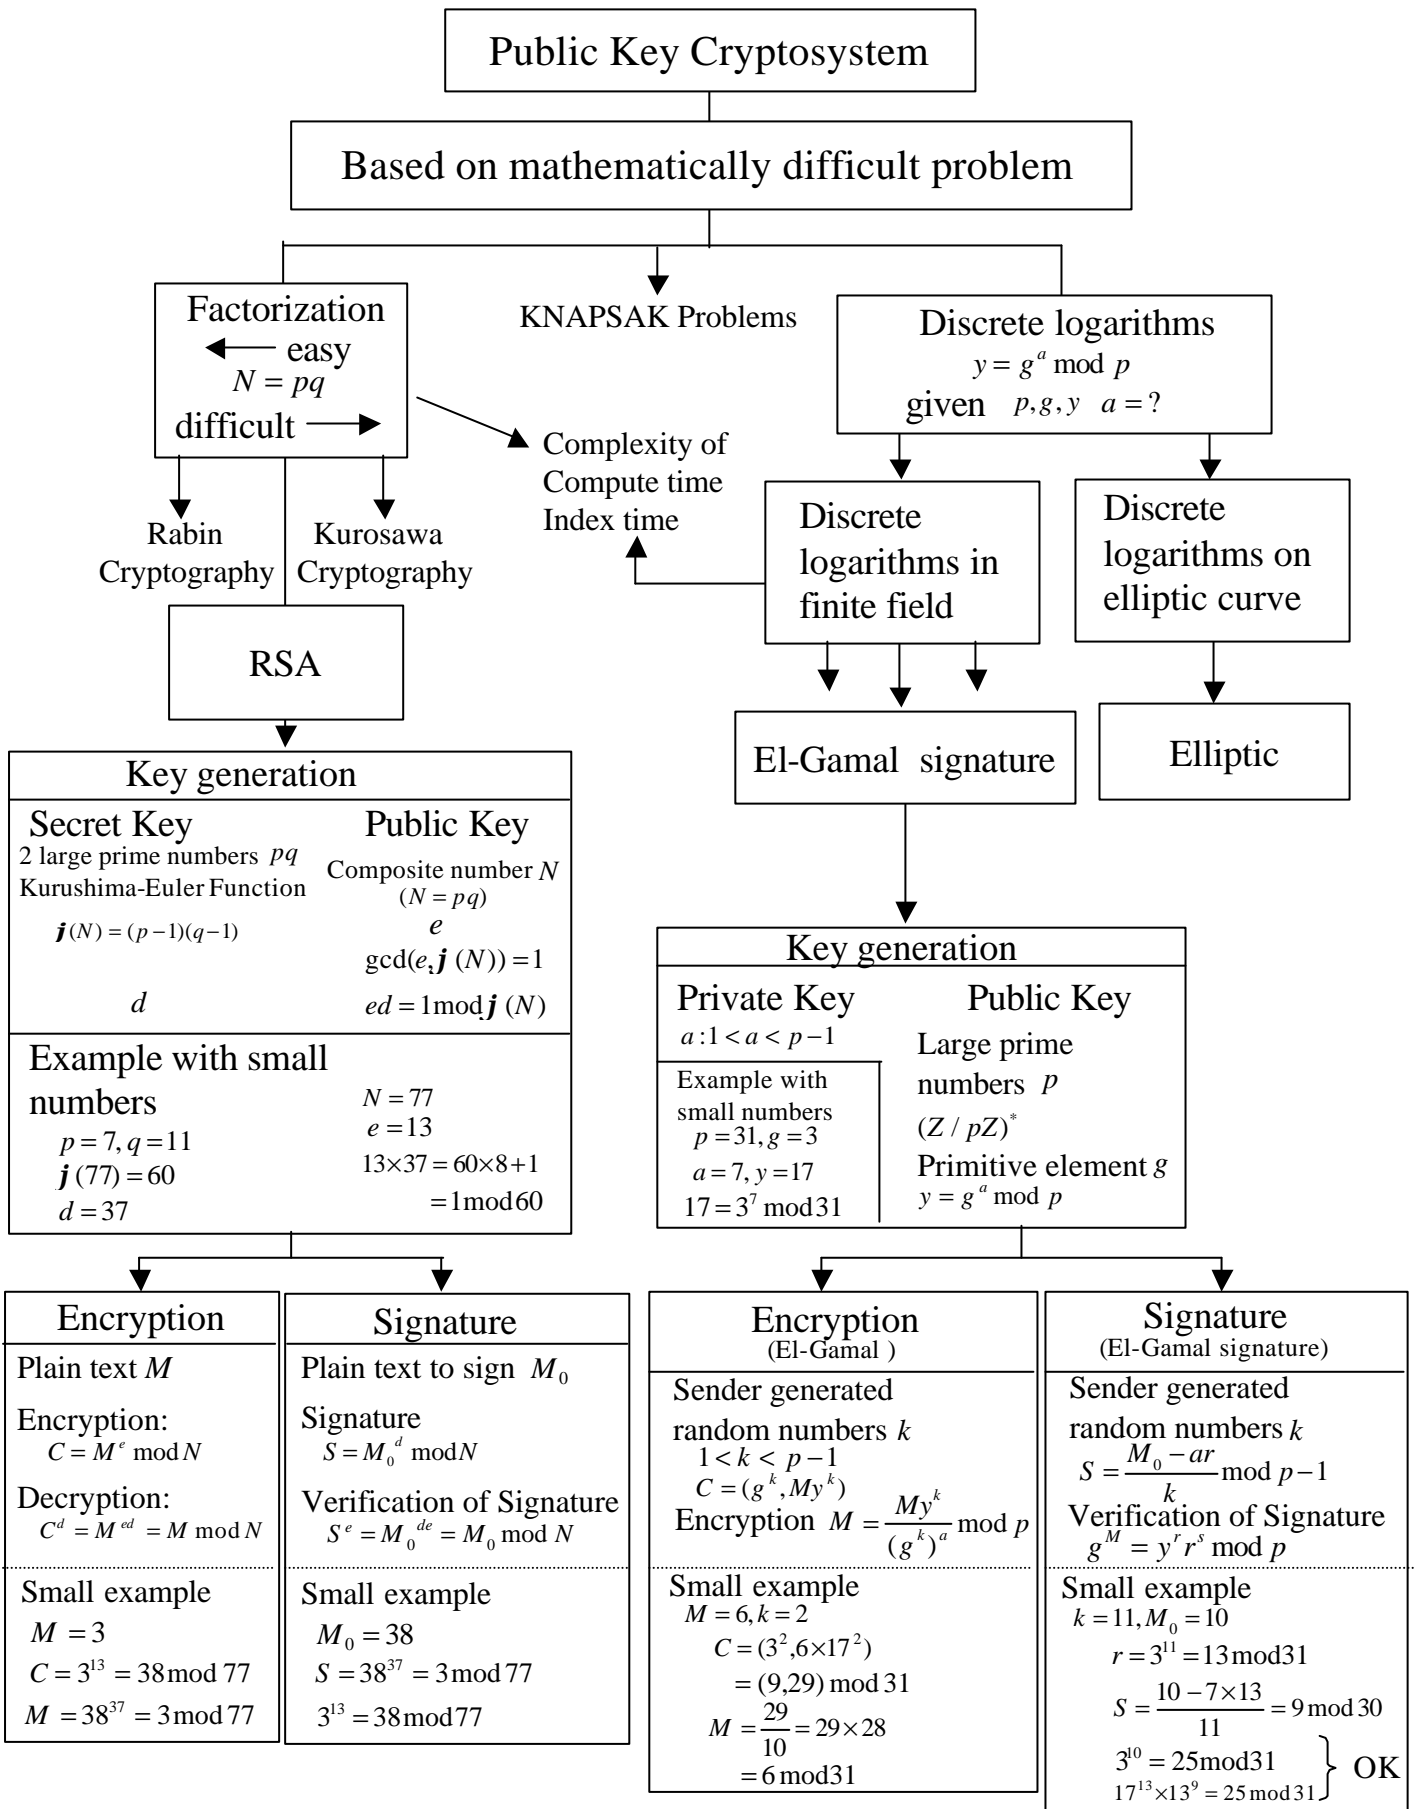 Public Key Cryptosystem
Based on mathematically difficult problem
Factorization
easy
N = pq
difficult
KNAPSAK Problems
Discrete logarithms
y = g^a mod p
given p, g, y a = ?
Complexity of
Compute time
Index time
Rabin
Cryptography
Kurosawa
Cryptography
Discrete
logarithms in
finite field
Discrete
logarithms on
elliptic curve
RSA
El-Gamal signature
Elliptic
Key generation
Secret Key
2 large prime numbers pq
Kurushima-Euler Function
j(N) = (p−1)(q−1)
d
Public Key
Composite number N
(N = pq)
e
gcd(e, j (N)) = 1
ed = 1 mod j (N)
Example with small
numbers
p = 7, q = 11
j (77) = 60
d = 37
N = 77
e = 13
13×37 = 60×8+1
= 1 mod 60
Key generation
Private Key
a : 1 < a < p − 1
Example with
small numbers
p = 31, g = 3
a = 7, y = 17
17 = 3^7 mod 31
Public Key
Large prime
numbers p
(Z / pZ)^*
Primitive element g
y = g^a mod p
Encryption
Plain text M
Encryption:
C = M^e mod N
Decryption:
C^d = M^ed = M mod N
Small example
M = 3
C = 3^13 = 38 mod 77
M = 38^37 = 3 mod 77
Signature
Plain text to sign M_0
Signature
S = M_0^d mod N
Verification of Signature
S^e = M_0^de = M_0 mod N
Small example
M_0 = 38
S = 38^37 = 3 mod 77
3^13 = 38 mod 77
Encryption
(El-Gamal )
Sender generated
random numbers k
1 < k < p − 1
C = (g^k, My^k)
Encryption M = My^k / (g^k)^a mod p
Small example
M = 6, k = 2
C = (3^2, 6×17^2)
= (9,29) mod 31
M = 29/10 = 29×28
= 6 mod 31
Signature
(El-Gamal signature)
Sender generated
random numbers k
S = (M_0 − ar) / k mod p − 1
Verification of Signature
g^M = y^r r^s mod p
Small example
k = 11, M_0 = 10
r = 3^11 = 13 mod 31
S = (10 − 7×13) / 11 = 9 mod 30
3^10 = 25 mod 31
17^13 × 13^9 = 25 mod 31
} OK